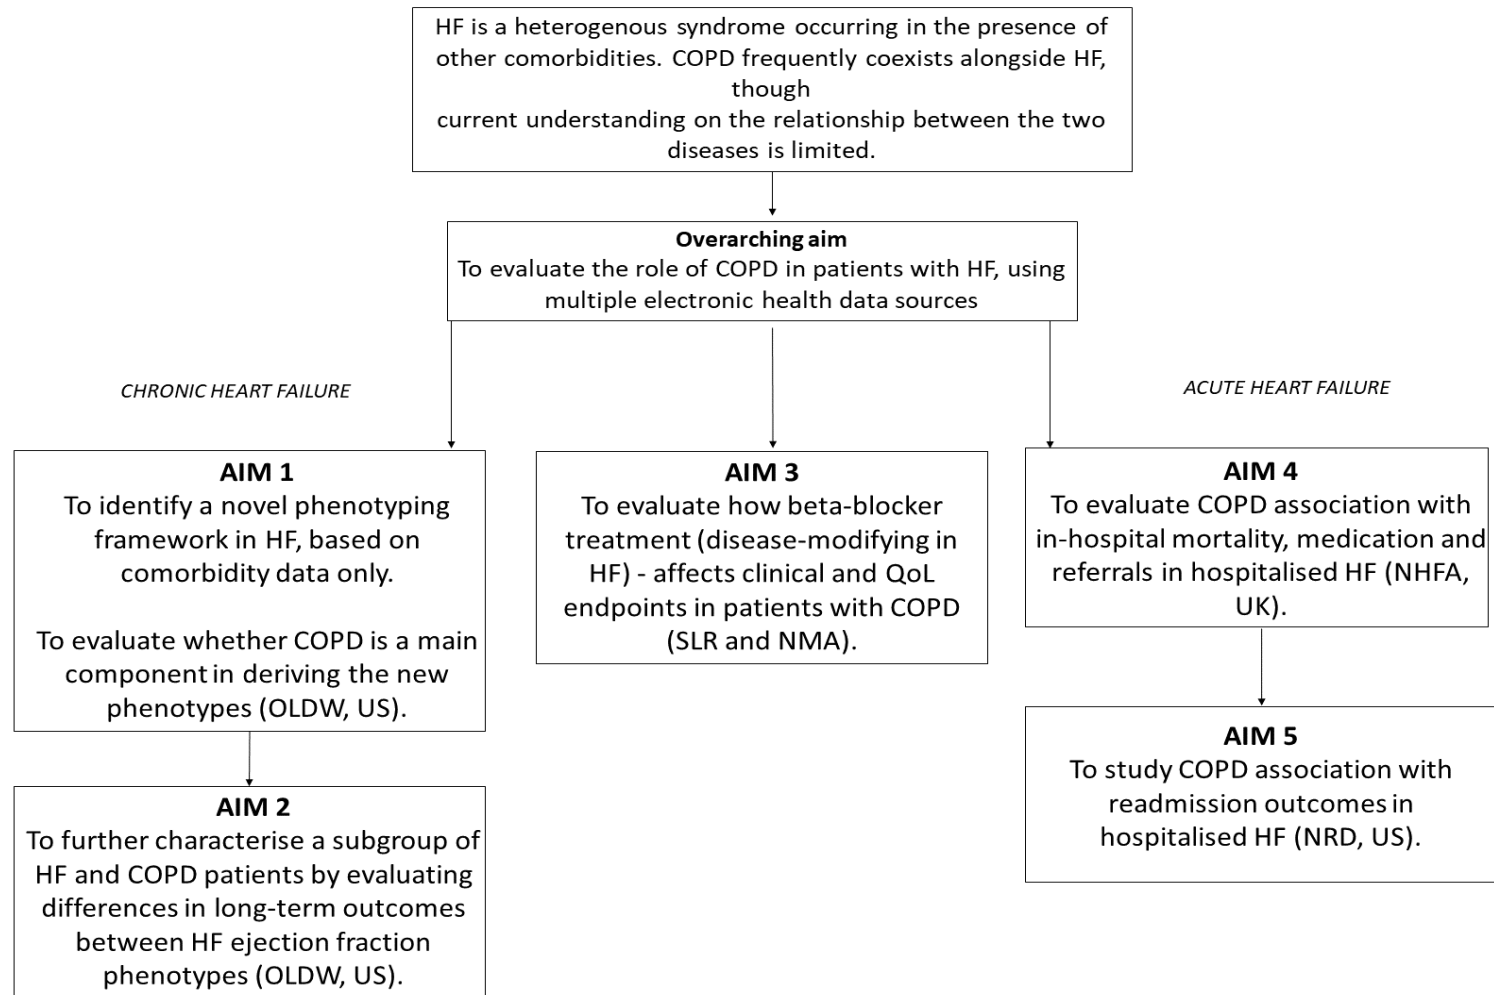 HF is a heterogenous syndrome occurring in the presence of
other comorbidities. COPD frequently coexists alongside HF,
though
current understanding on the relationship between the two
diseases is limited.
Overarching aim
To evaluate the role of COPD in patients with HF, using
multiple electronic health data sources
CHRONIC HEART FAILURE
ACUTE HEART FAILURE
AIM 1
To identify a novel phenotyping
framework in HF, based on
comorbidity data only.
To evaluate whether COPD is a main
component in deriving the new
phenotypes (OLDW, US).
AIM 2
To further characterise a subgroup of
HF and COPD patients by evaluating
differences in long-term outcomes
between HF ejection fraction
phenotypes (OLDW, US).
AIM 3
To evaluate how beta-blocker
treatment (disease-modifying in
HF) - affects clinical and QoL
endpoints in patients with COPD
(SLR and NMA).
AIM 4
To evaluate COPD association with
in-hospital mortality, medication and
referrals in hospitalised HF (NHFA,
UK).
AIM 5
To study COPD association with
readmission outcomes in
hospitalised HF (NRD, US).